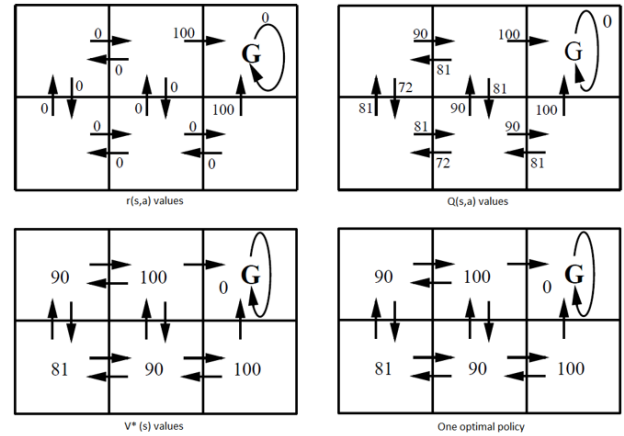 0
0 100 G
0
0 0 0 0 100
0 0
0 0
r(s,a) values
0
90 100 G
81
81 72 90 81 100
81 90
72 81
Q(s,a) values
90 100 0 G
81 90 100
V* (s) values
90 100 0 G
81 90 100
One optimal policy